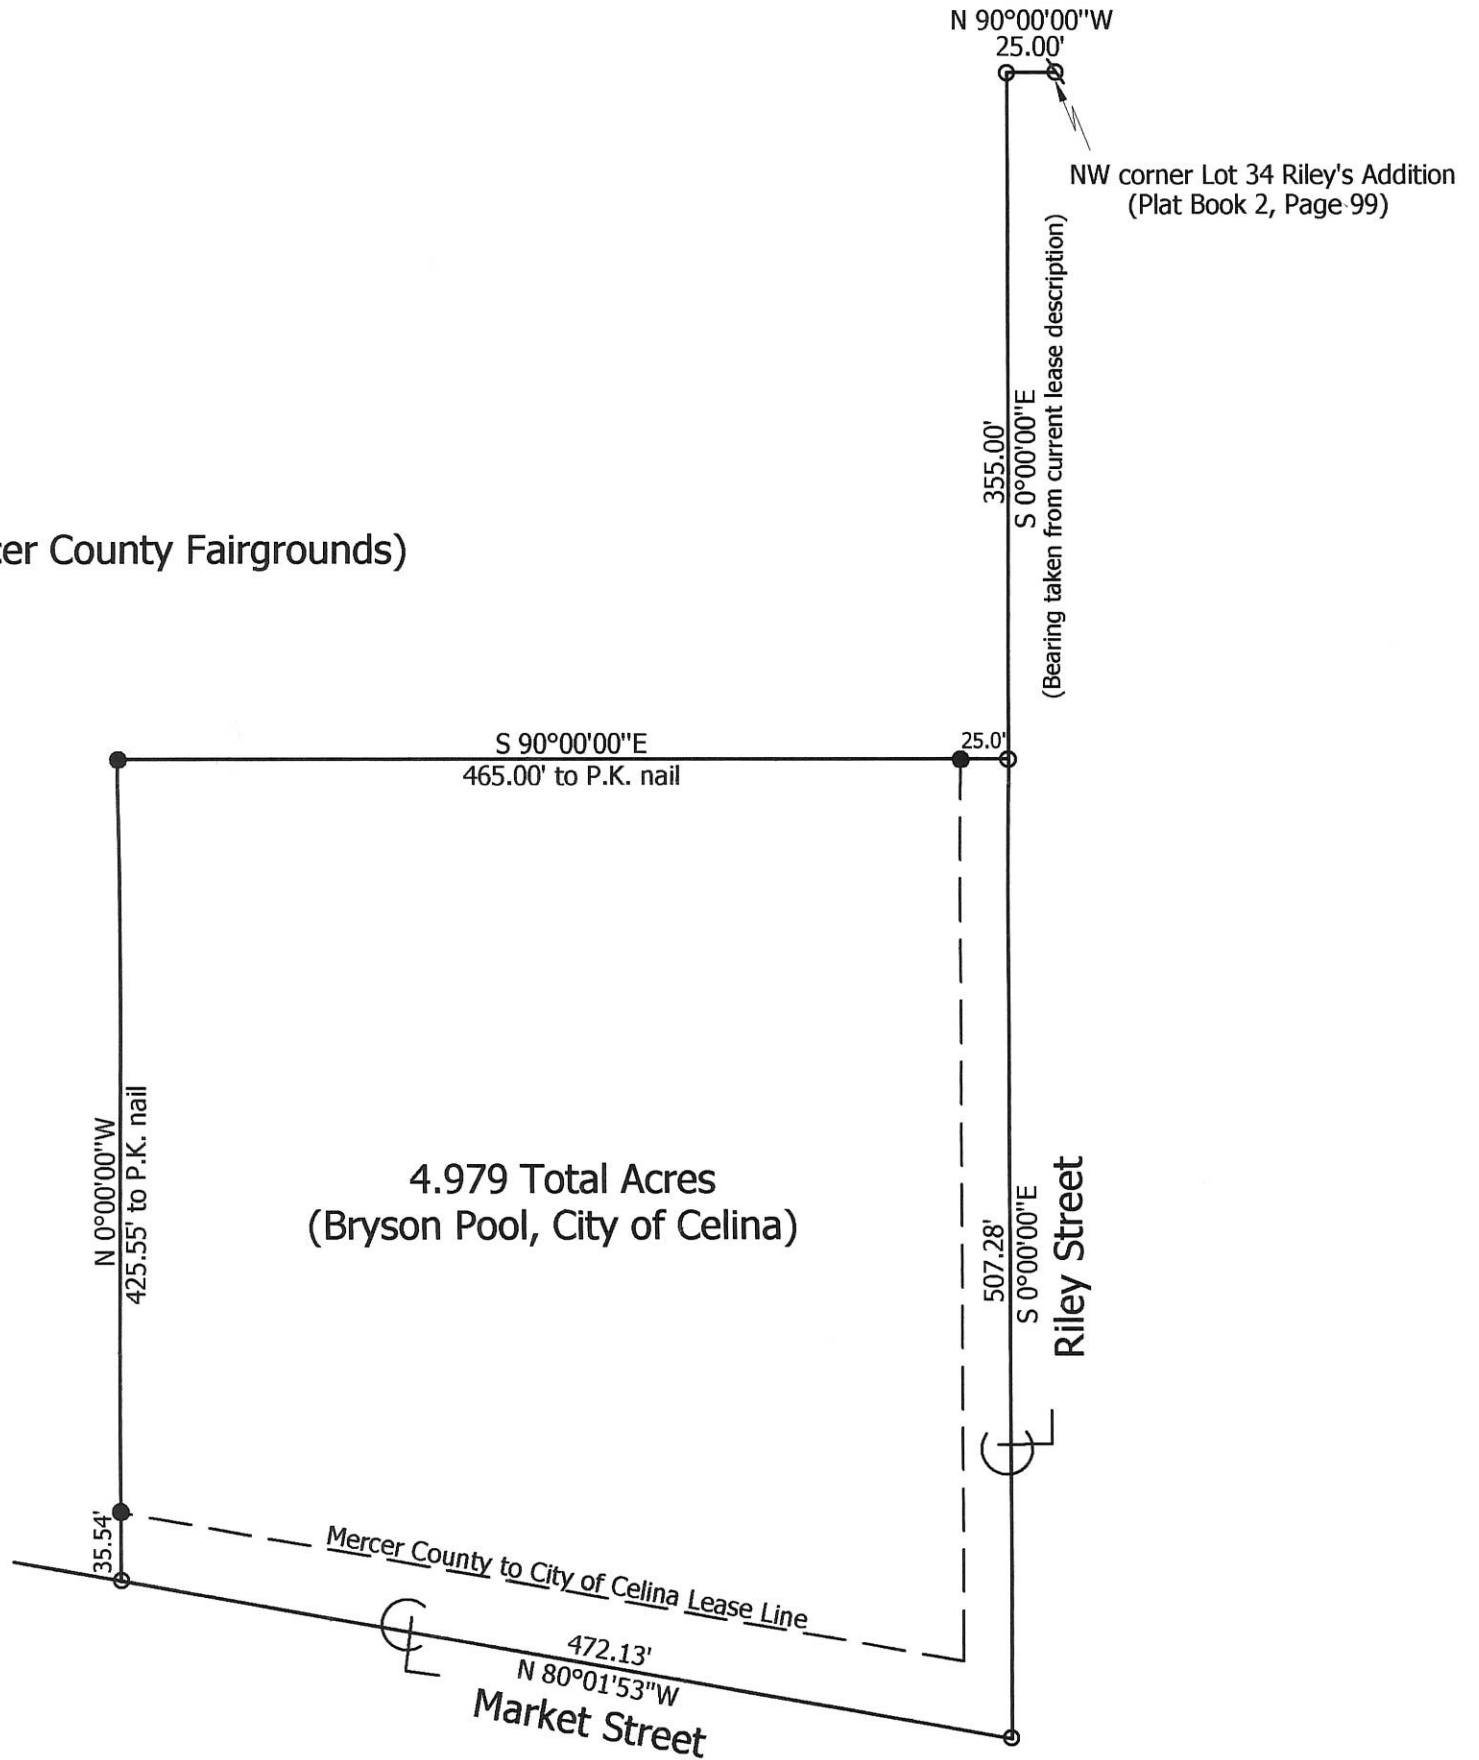 N 90°00'00"W
25.00'
NW corner Lot 34 Riley's Addition
(Plat Book 2, Page 99)
355.00'
S 0°00'00"E
(Bearing taken from current lease description)
er County Fairgrounds)
S 90°00'00"E
25.0'
465.00' to P.K. nail
N 0°00'00"W
425.55' to P.K. nail
4.979 Total Acres
(Bryson Pool, City of Celina)
507.28'
S 0°00'00"E
Riley Street
35.54'
Mercer County to City of Celina Lease Line
472.13'
N 80°01'53"W
Market Street